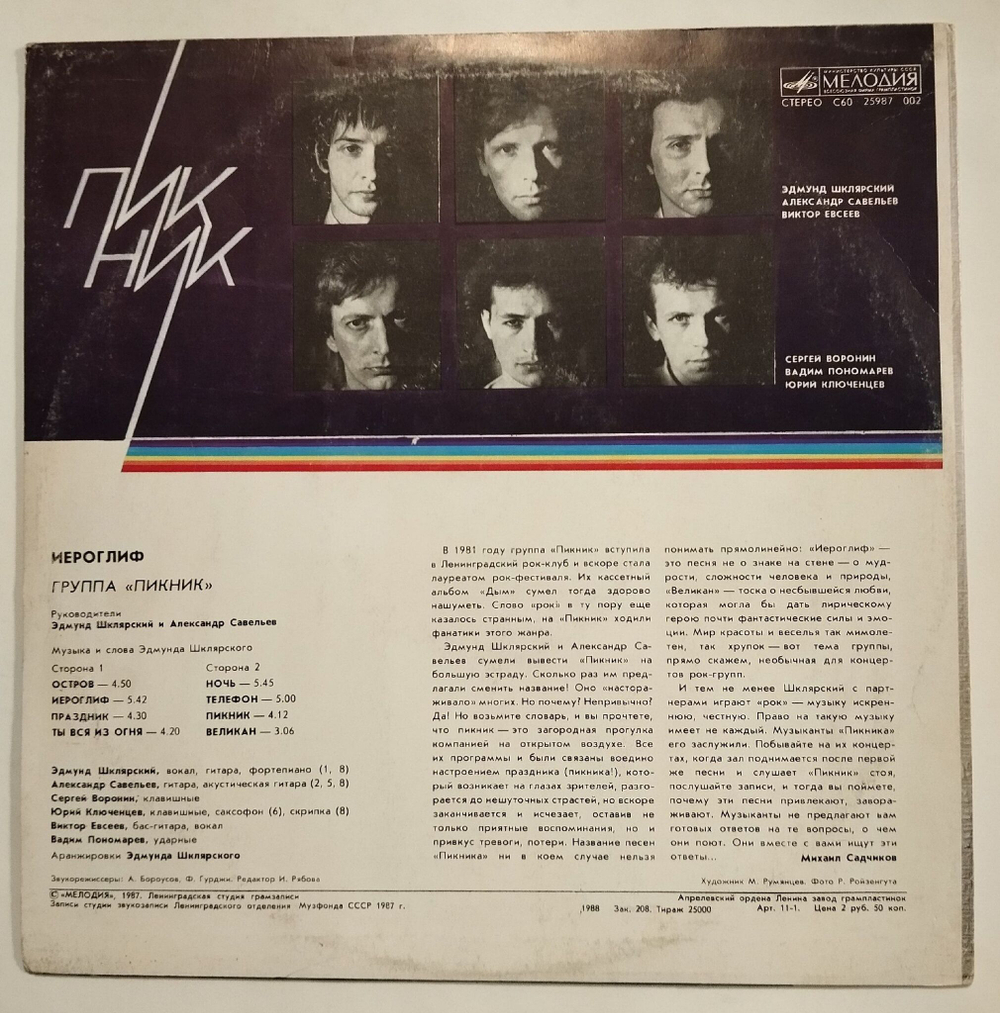 ПИК
НИК
МИНИСТЕРСТВО КУЛЬТУРЫ СССР
МЕЛОДИЯ
ВСЕСОЮЗНАЯ ФИРМА ГРАМПЛАСТИНОК
СТЕРЕО С60 25987 002
ЭДМУНД ШКЛЯРСКИЙ
АЛЕКСАНДР САВЕЛЬЕВ
ВИКТОР ЕВСЕЕВ
СЕРГЕЙ ВОРОНИН
ВАДИМ ПОНОМАРЕВ
ЮРИЙ КЛЮЧЕНЦЕВ
ИЕРОГЛИФ
ГРУППА «ПИКНИК»
Руководители
Эдмунд Шклярский и Александр Савельев
Музыка и слова Эдмунда Шклярского
Сторона 1
ОСТРОВ — 4.50
ИЕРОГЛИФ — 5.42
ПРАЗДНИК — 4.30
ТЫ ВСЯ ИЗ ОГНЯ — 4.20
Сторона 2
НОЧЬ — 5.45
ТЕЛЕФОН — 5.00
ПИКНИК — 4.12
ВЕЛИКАН — 3.06
Эдмунд Шклярский, вокал, гитара, фортепиано (1, 8)
Александр Савельев, гитара, акустическая гитара (2, 5, 8)
Сергей Воронин, клавишные
Юрий Ключенцев, клавишные, саксофон (6), скрипка (8)
Виктор Евсеев, бас-гитара, вокал
Вадим Пономарев, ударные
Аранжировки Эдмунда Шклярского
Звукорежиссеры: А. Бороусов, Ф. Гурджи. Редактор И. Рябова
В 1981 году группа «Пикник» вступила
в Ленинградский рок-клуб и вскоре стала
лауреатом рок-фестиваля. Их кассетный
альбом «Дым» сумел тогда здорово
нашуметь. Слово «рок» в ту пору еще
казалось странным, на «Пикник» ходили
фанатики этого жанра.
Эдмунд Шклярский и Александр Са-
вельев сумели вывести «Пикник» на
большую эстраду. Сколько раз им пред-
лагали сменить название! Оно «настора-
живало» многих. Но почему? Непривычно?
Да! Но возьмите словарь, и вы прочтете,
что пикник — это загородная прогулка
компанией на открытом воздухе. Все
их программы и были связаны воедино
настроением праздника (пикника!), кото-
рый возникает на глазах зрителей, разго-
рается до нешуточных страстей, но вскоре
заканчивается и исчезает, оставив не
только приятные воспоминания, но и
привкус тревоги, потери. Название песен
«Пикника» ни в коем случае нельзя
понимать прямолинейно: «Иероглиф» —
это песня не о знаке на стене — о муд-
рости, сложности человека и природы,
«Великан» — тоска о несбывшейся любви,
которая могла бы дать лирическому
герою почти фантастические силы и эмо-
ции. Мир красоты и веселья так мимоле-
тен, так хрупок — вот тема группы,
прямо скажем, необычная для концер-
тов рок-групп.
И тем не менее Шклярский с парт-
нерами играют «рок» — музыку искрен-
нюю, честную. Право на такую музыку
имеет не каждый. Музыканты «Пикника»
его заслужили. Побывайте на их концер-
тах, когда зал поднимается после первой
же песни и слушает «Пикник» стоя,
послушайте записи, и тогда вы поймете,
почему эти песни привлекают, завора-
живают. Музыканты не предлагают вам
готовых ответов на те вопросы, о чем
они поют. Они вместе с вами ищут эти
ответы... Михаил Садчиков
Художник М. Румянцев. Фото Р. Ройзенгурта
© «МЕЛОДИЯ», 1987. Ленинградская студия грамзаписи
Записи студии звукозаписи Ленинградского отделения Музфонда СССР 1987 г.
Апрелевский ордена Ленина завод грампластинок
1988 Зак. 208. Тираж 25000 Арт. 11-1. Цена 2 руб. 50 коп.